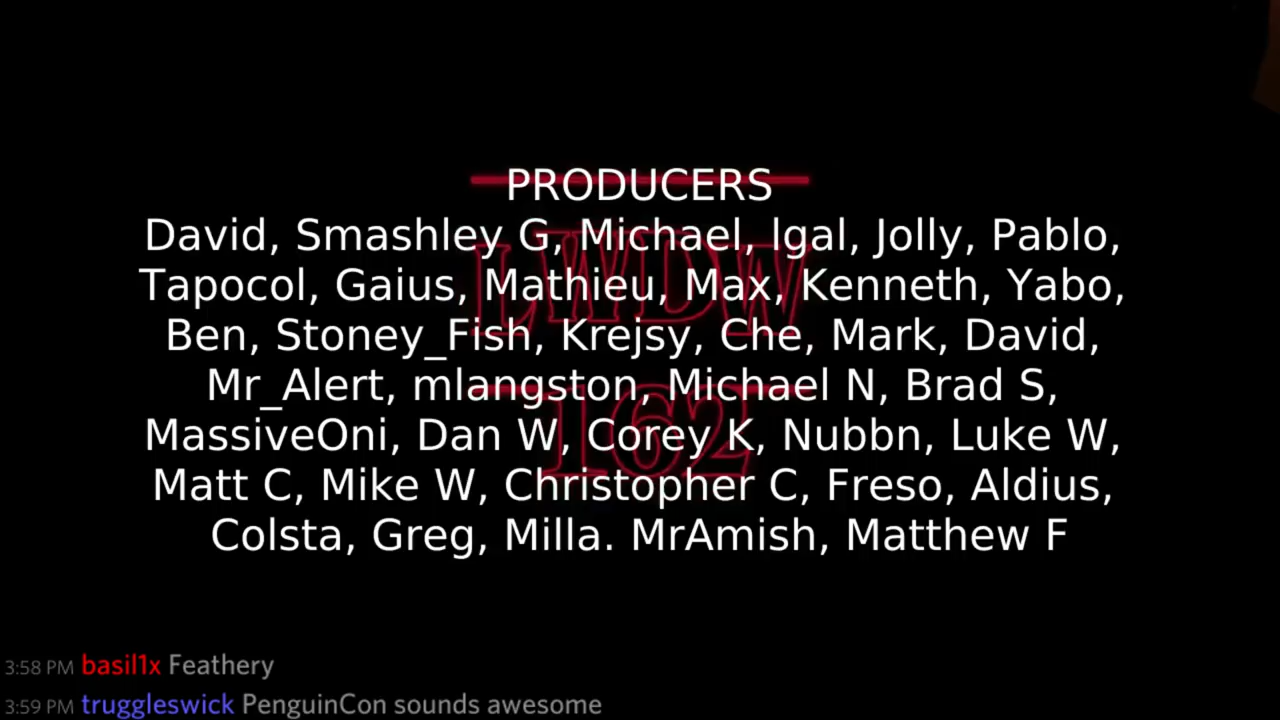 PRODUCERS
David, Smashley G, Michael, Igal, Jolly, Pablo,
Tapocol, Gaius, Mathieu, Max, Kenneth, Yabo,
Ben, Stoney_Fish, Krejsy, Che, Mark, David,
Mr_Alert, mlangston, Michael N, Brad S,
MassiveOni, Dan W, Corey K, Nubbn, Luke W,
Matt C, Mike W, Christopher C, Freso, Aldius,
Colsta, Greg, Milla. MrAmish, Matthew F
LWDW
162
3:58 PM basil1x Feathery
3:59 PM truggleswick PenguinCon sounds awesome